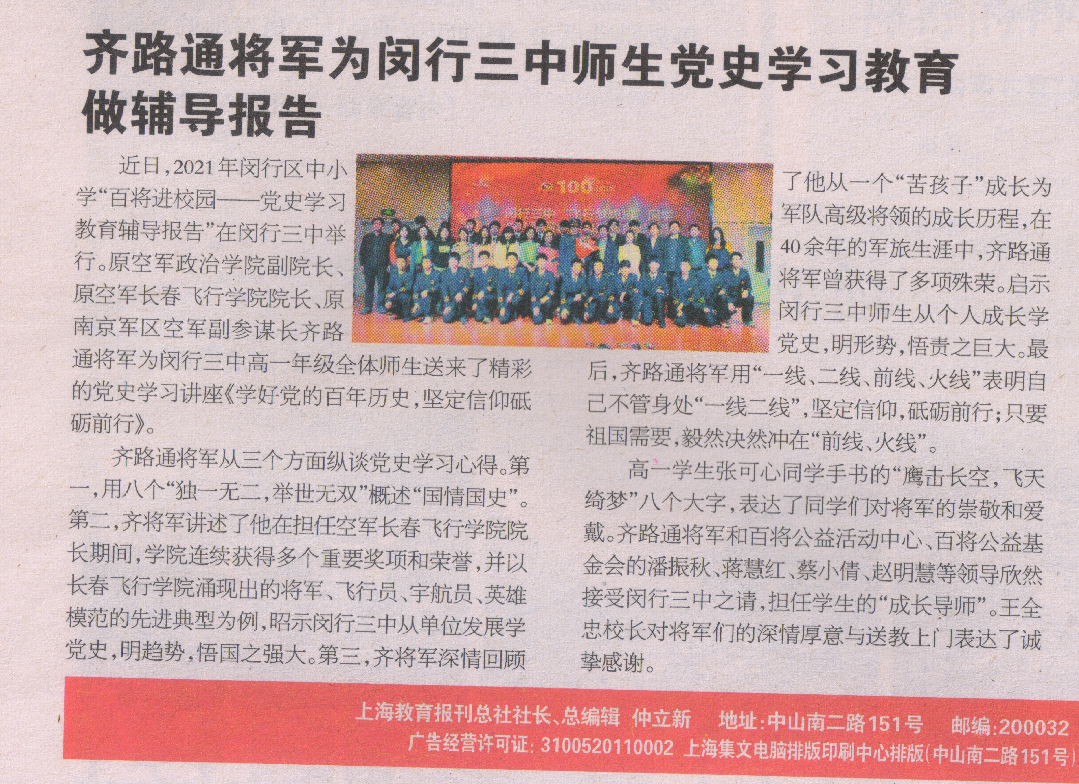 齐路通将军为闵行三中师生党史学习教育
做辅导报告
近日，2021年闵行区中小
学“百将进校园——党史学习
教育辅导报告”在闵行三中举
行。原空军政治学院副院长、
原空军长春飞行学院院长、原
南京军区空军副参谋长齐路
通将军为闵行三中高一年级全体师生送来了精彩
的党史学习讲座《学好党的百年历史，坚定信仰砥
砺前行》。
齐路通将军从三个方面纵谈党史学习心得。第
一，用八个“独一无二，举世无双”概述“国情国史”。
第二，齐将军讲述了他在担任空军长春飞行学院院
长期间，学院连续获得多个重要奖项和荣誉，并以
长春飞行学院涌现出的将军、飞行员、宇航员、英雄
模范的先进典型为例，昭示闵行三中从单位发展学
党史，明趋势，悟国之强大。第三，齐将军深情回顾
100
了他从一个“苦孩子”成长为
军队高级将领的成长历程，在
40余年的军旅生涯中，齐路通
将军曾获得了多项殊荣。启示
闵行三中师生从个人成长学
党史，明形势，悟责之巨大。最
后，齐路通将军用“一线、二线、前线、火线”表明自
己不管身处“一线二线”，坚定信仰，砥砺前行；只要
祖国需要，毅然决然冲在“前线、火线”。
高一学生张可心同学手书的“鹰击长空，飞天
绮梦”八个大字，表达了同学们对将军的崇敬和爱
戴。齐路通将军和百将公益活动中心、百将公益基
金会的潘振秋、蒋慧红、蔡小倩、赵明慧等领导欣然
接受闵行三中之请，担任学生的“成长导师”。王全
忠校长对将军们的深情厚意与送教上门表达了诚
挚感谢。
上海教育报刊总社社长、总编辑 仲立新 地址：中山南二路151号 邮编：200032
广告经营许可证：3100520110002 上海集文电脑排版印刷中心排版（中山南二路151号）